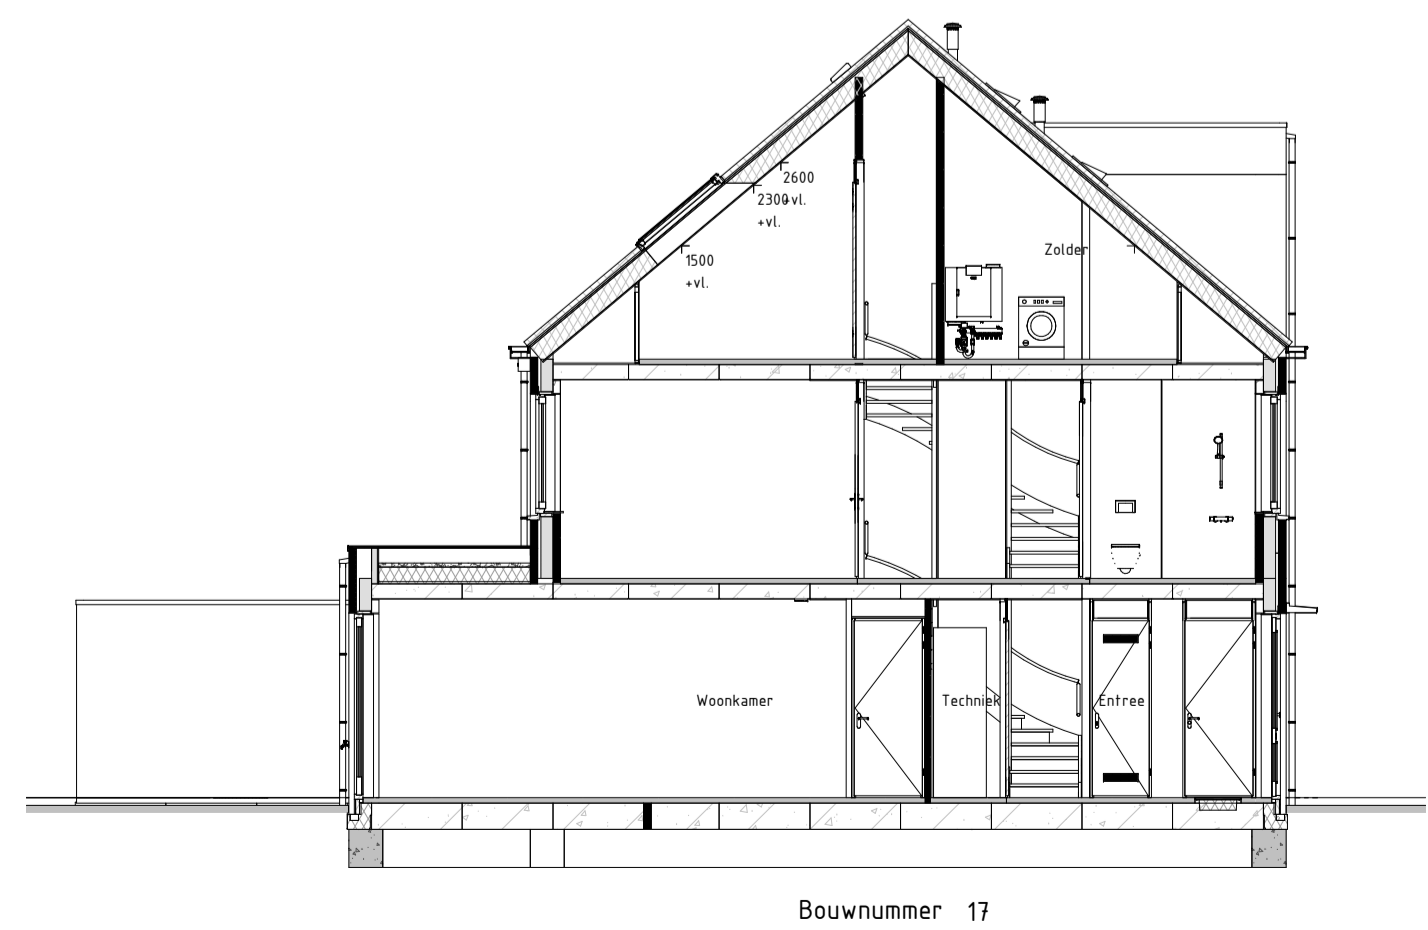 2600
+vl.
2300
+vl.
1500
+vl.
Zolder
Woonkamer
Techniek
Entree
Bouwnummer 17